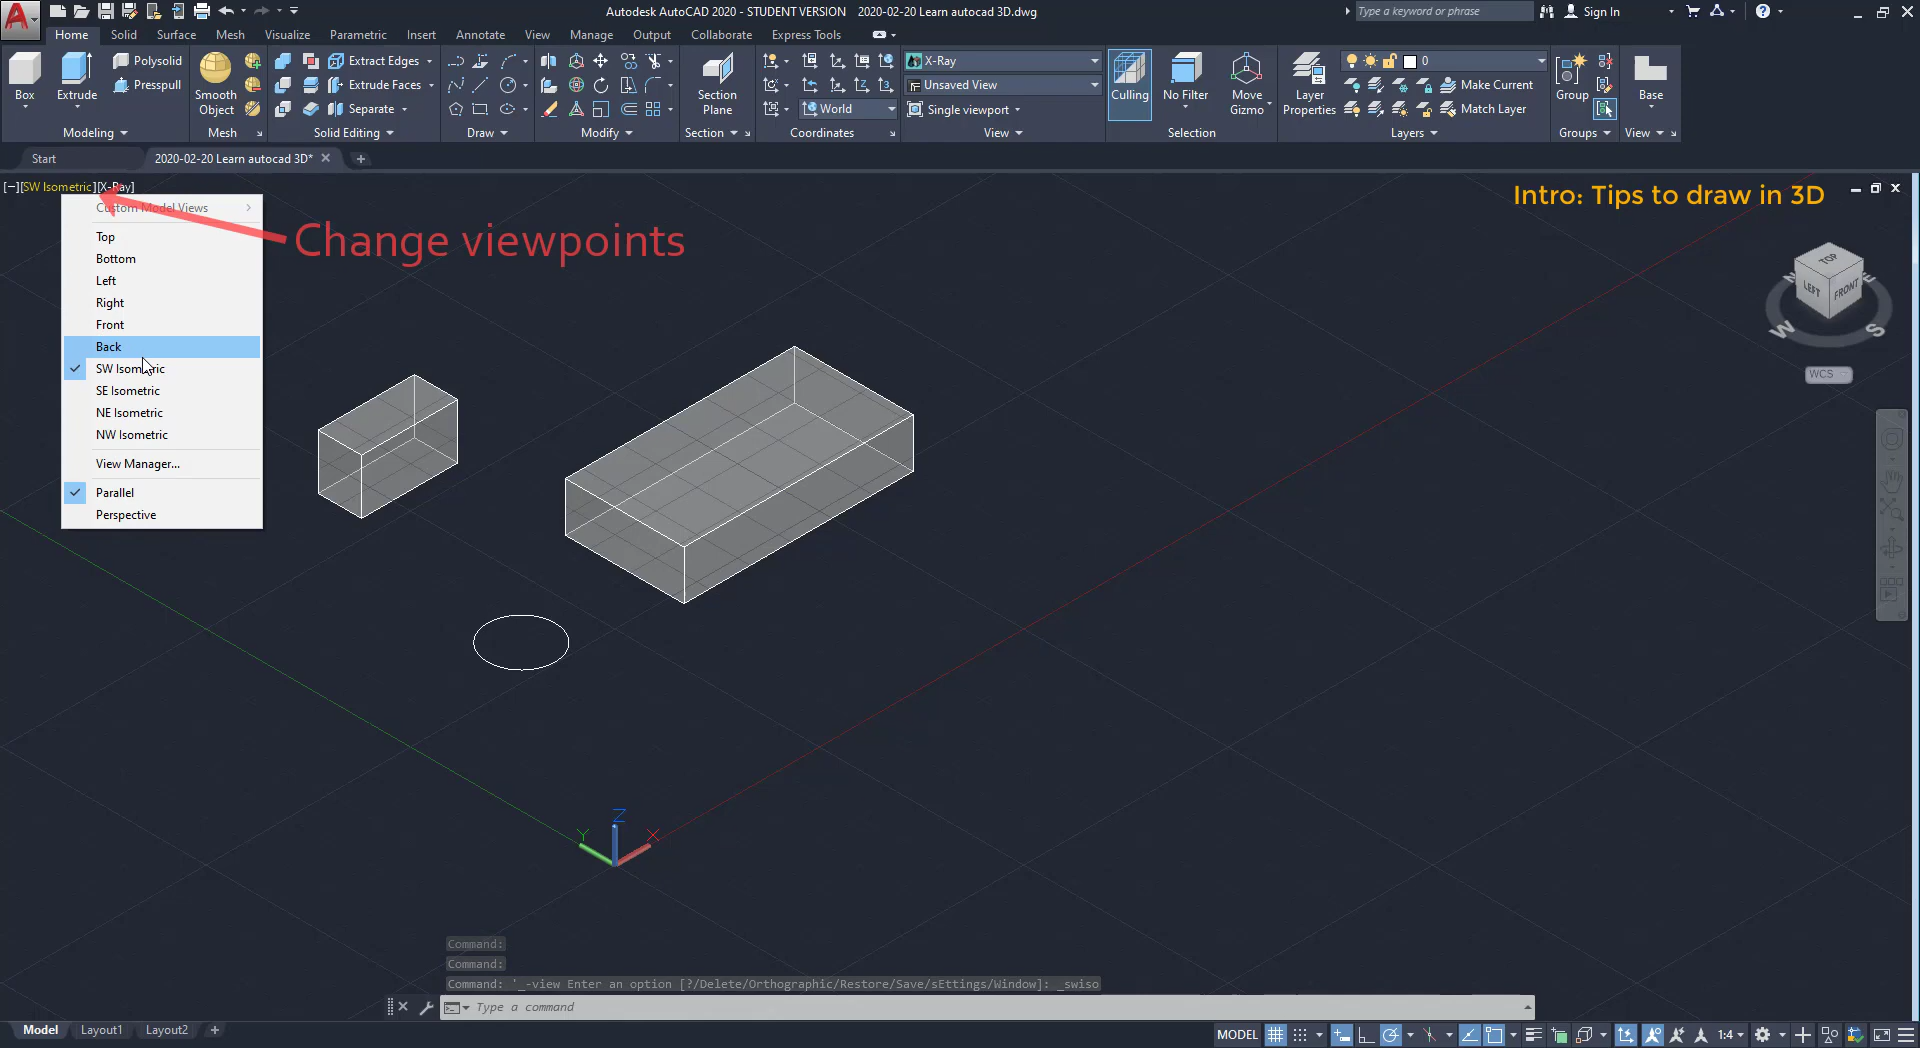 Autodesk AutoCAD 2020 - STUDENT VERSION 2020-02-20 Learn autocad 3D.dwg
Type a keyword or phrase
Sign In
Home Solid Surface Mesh Visualize Parametric Insert Annotate View Manage Output Collaborate Express Tools
Box
Extrude
Polysolid
Presspull
Modeling
Smooth
Object
Mesh
Extract Edges
Extrude Faces
Separate
Solid Editing
Draw
Modify
Section
Plane
Section
World
Coordinates
X-Ray
Unsaved View
Single viewport
View
Culling
No Filter
Move
Gizmo
Selection
Layer
Properties
0
Make Current
Match Layer
Layers
Group
Groups
Base
View
Start
2020-02-20 Learn autocad 3D*
[−][SW Isometric][X-Ray]
Intro: Tips to draw in 3D
Change viewpoints
Custom Model Views
Top
Bottom
Left
Right
Front
Back
SW Isometric
SE Isometric
NE Isometric
NW Isometric
View Manager...
Parallel
Perspective
TOP
LEFT
FRONT
N
E
W
S
WCS
Z
Y
X
Command:
Command:
Command: '_-view Enter an option [?/Delete/Orthographic/Restore/Save/sEttings/Window]: _swiso
Type a command
Model Layout1 Layout2
MODEL
1:4